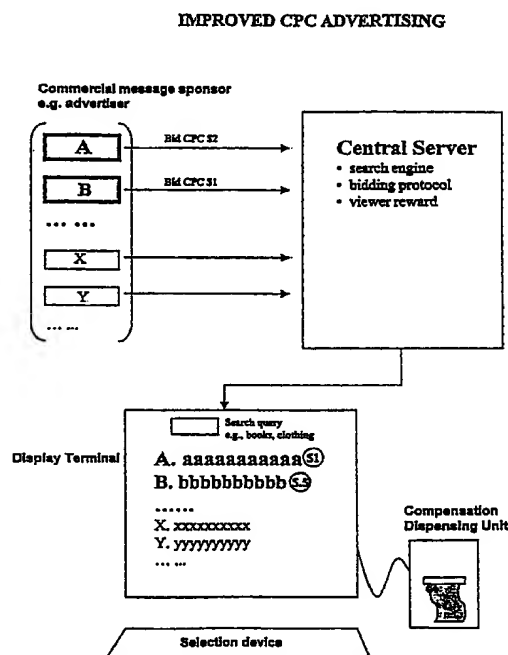 IMPROVED CPC ADVERTISING
Commercial message sponsor
e.g. advertiser
A
Bid CPC $2
B
Bid CPC $1
... ...
X
Y
... ...
Central Server
• search engine
• bidding protocol
• viewer reward
Display Terminal
Search query
e.g., books, clothing
A. aaaaaaaaaaa $1
B. bbbbbbbbbb $.5
......
X. xxxxxxxxxx
Y. yyyyyyyyyy
... ...
Compensation
Dispensing Unit
Selection device